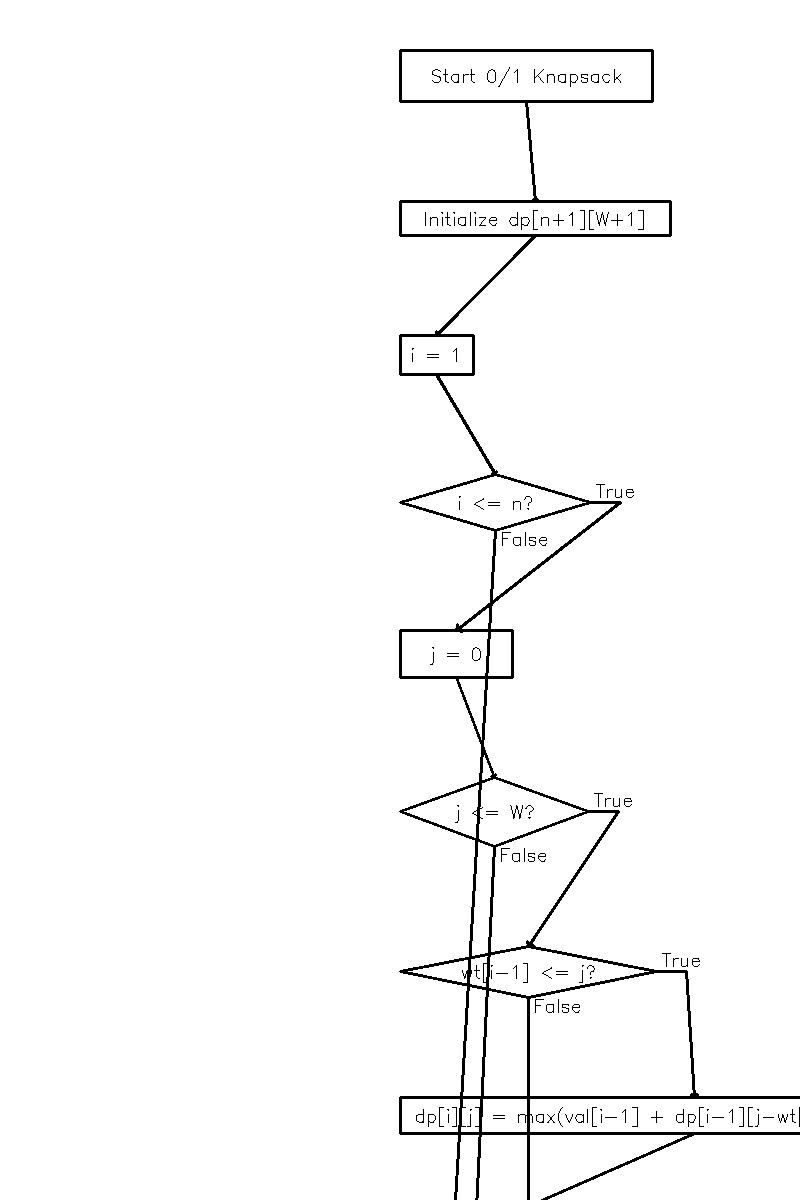 Start 0/1 Knapsack
Initialize dp[n+1][W+1]
i = 1
i <= n?
True
False
j = 0
j <= W?
True
False
wt[i-1] <= j?
True
False
dp[i][j] = max(val[i-1] + dp[i-1][j-wt[